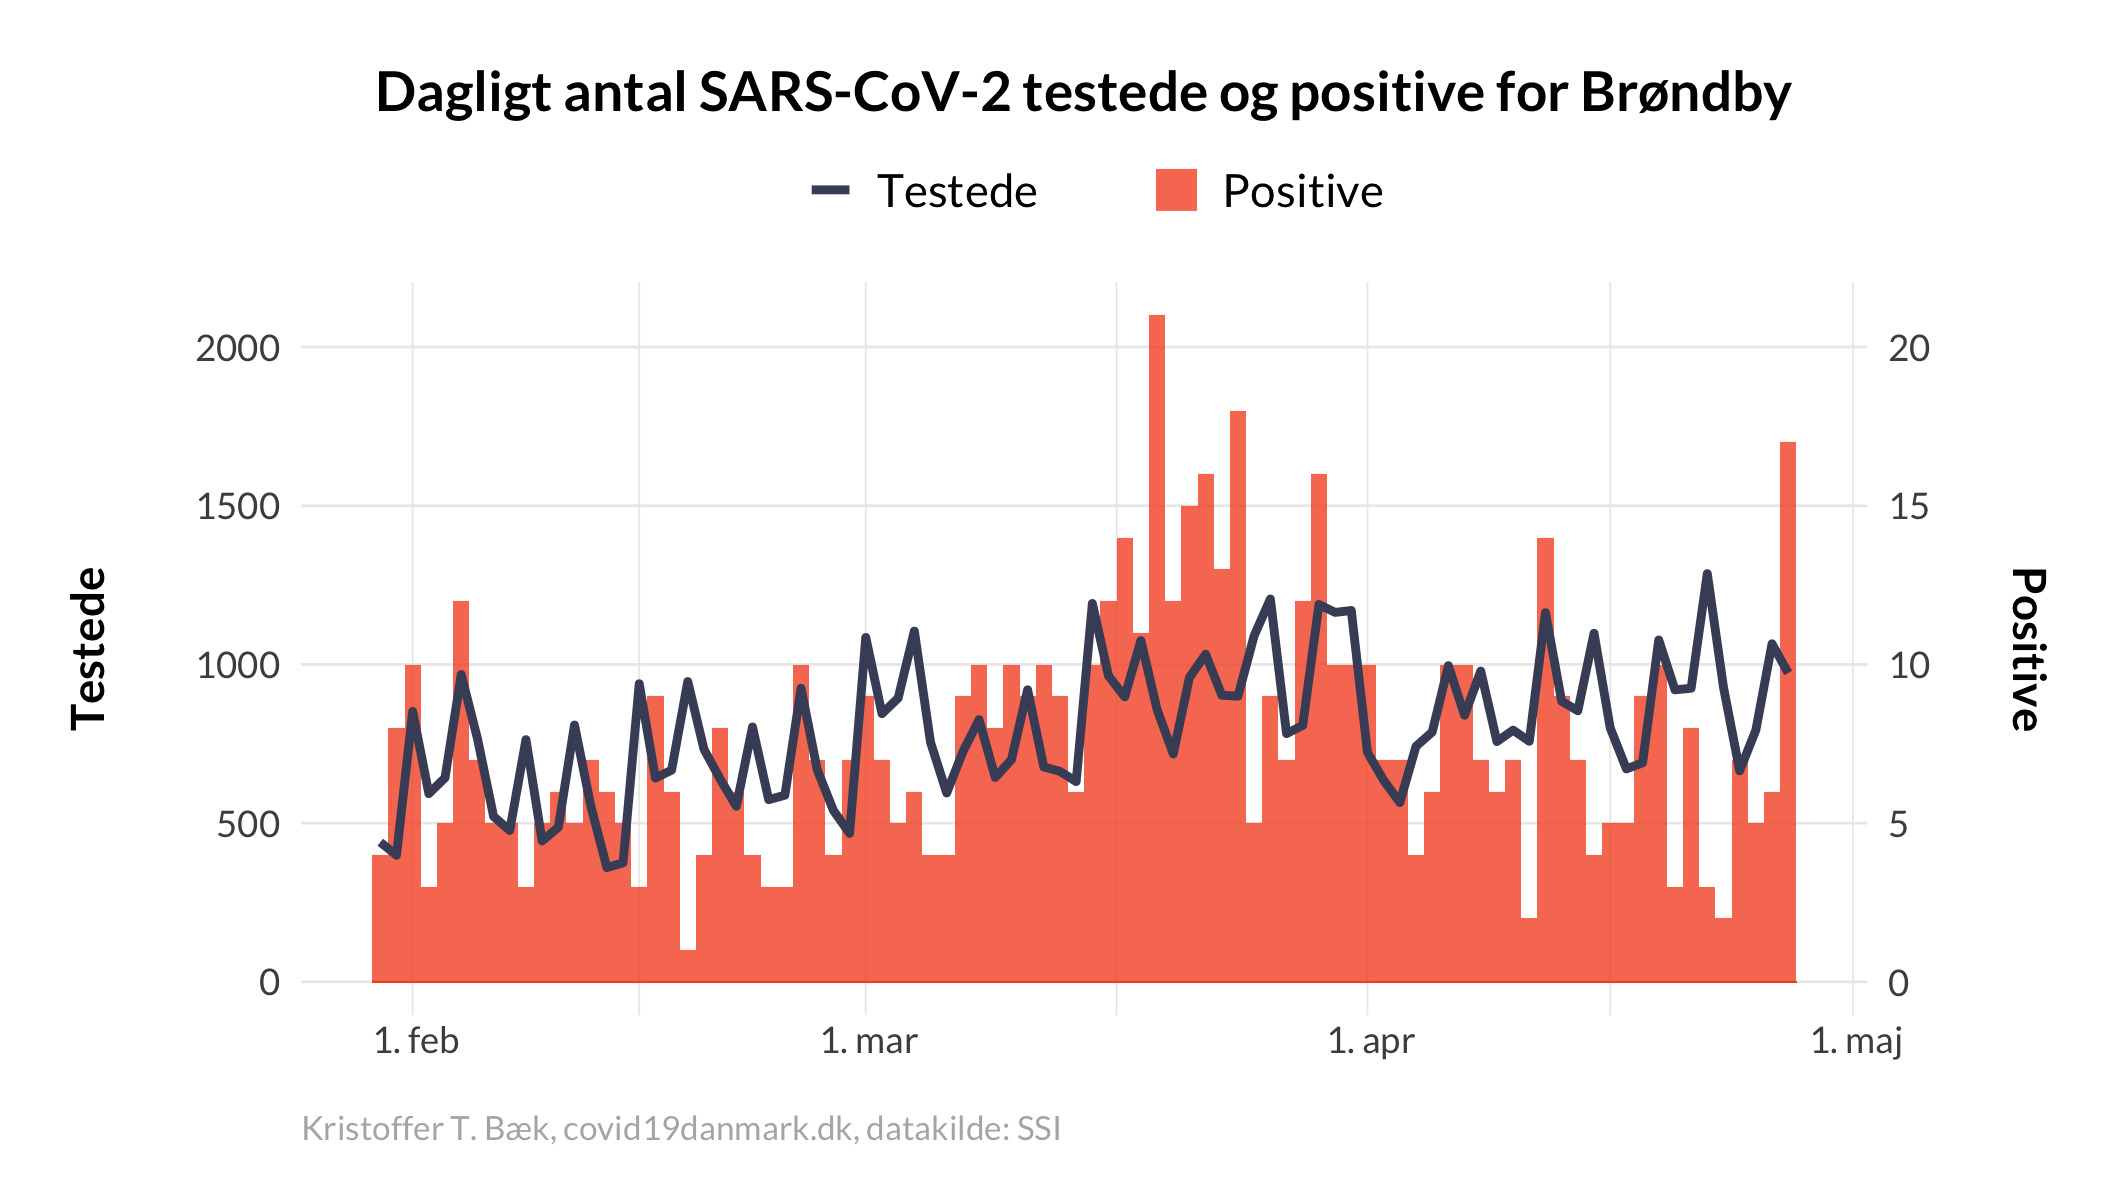 Dagligt antal SARS-CoV-2 testede og positive for Brøndby
Testede
Positive
2000
1500
1000
500
0
20
15
10
5
0
Testede
Positive
1. feb
1. mar
1. apr
1. maj
Kristoffer T. Bæk, covid19danmark.dk, datakilde: SSI